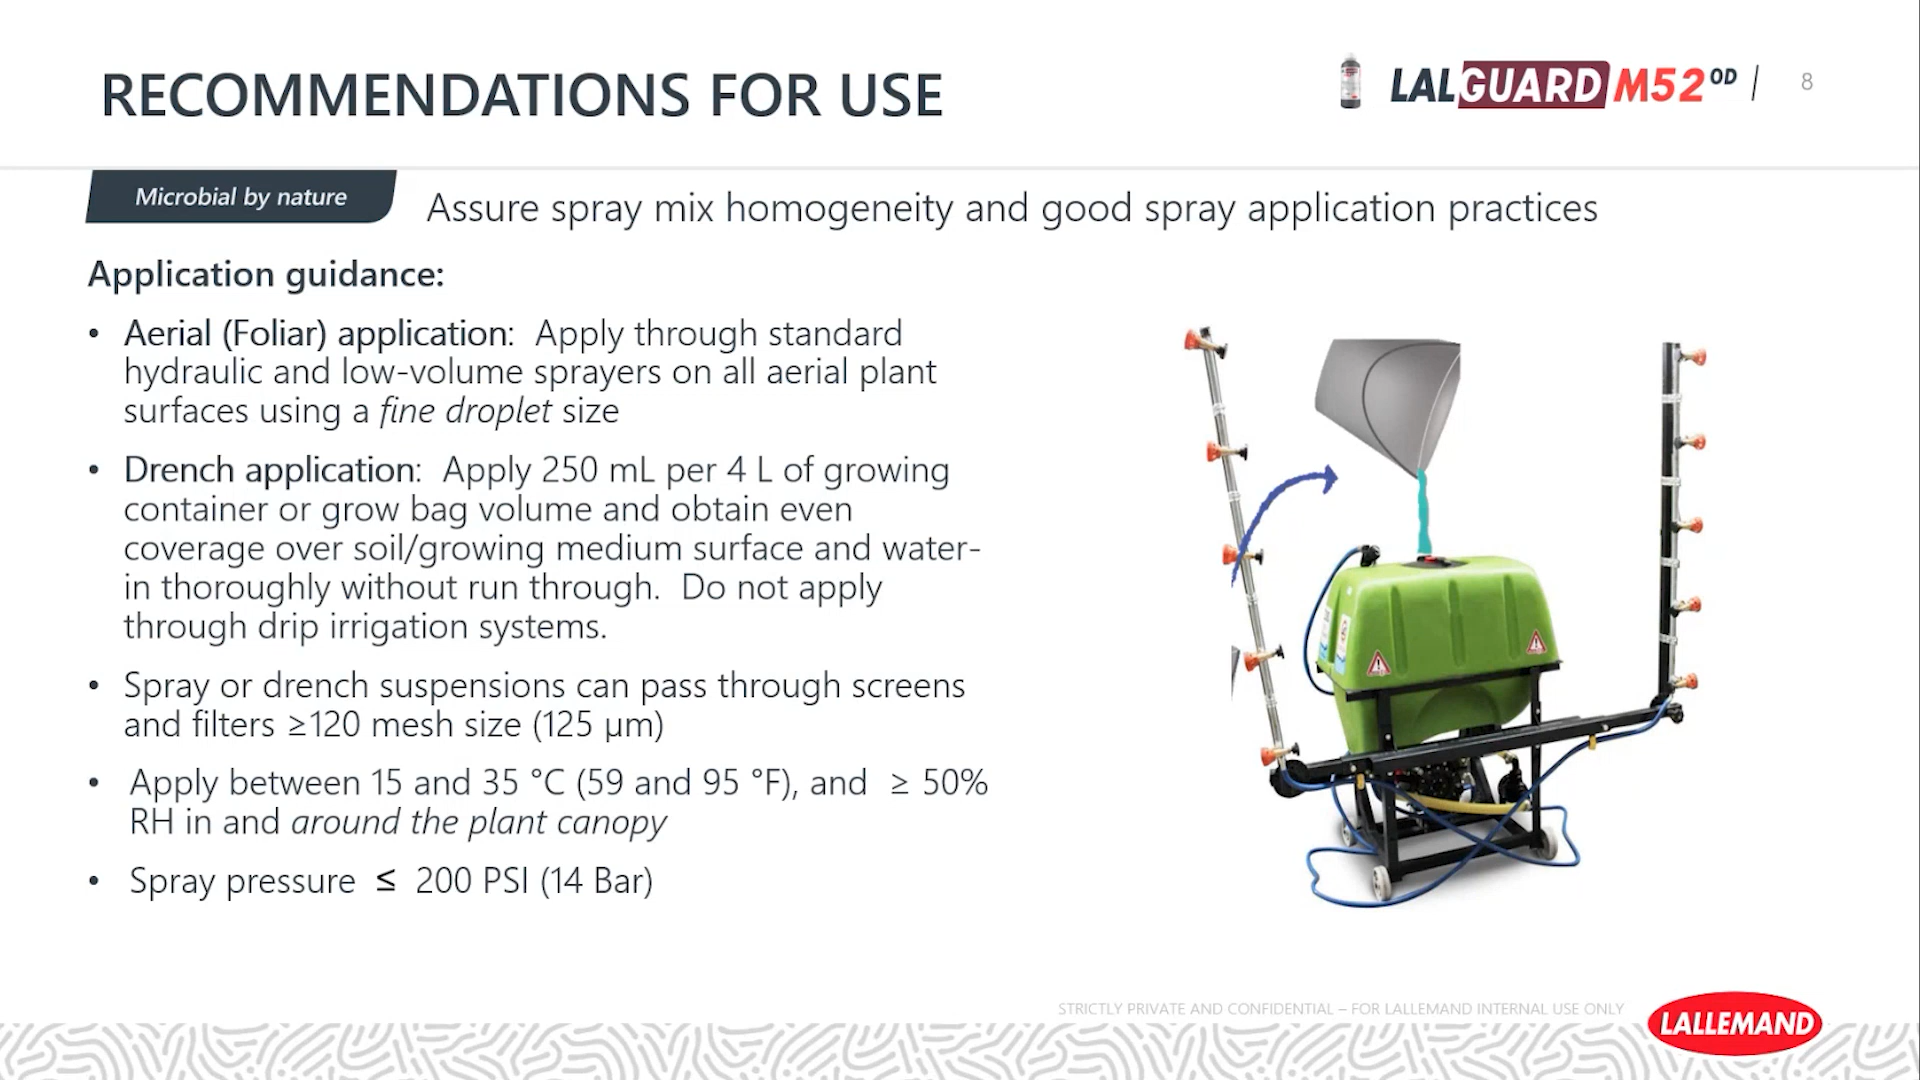 RECOMMENDATIONS FOR USE
LALGUARD M52 OD | 8
Microbial by nature
Assure spray mix homogeneity and good spray application practices
Application guidance:
• Aerial (Foliar) application:  Apply through standard
hydraulic and low-volume sprayers on all aerial plant
surfaces using a fine droplet size
• Drench application:  Apply 250 mL per 4 L of growing
container or grow bag volume and obtain even
coverage over soil/growing medium surface and water-
in thoroughly without run through.  Do not apply
through drip irrigation systems.
• Spray or drench suspensions can pass through screens
and filters ≥120 mesh size (125 µm)
• Apply between 15 and 35 °C (59 and 95 °F), and  ≥ 50%
RH in and around the plant canopy
• Spray pressure  ≤  200 PSI (14 Bar)
STRICTLY PRIVATE AND CONFIDENTIAL – FOR LALLEMAND INTERNAL USE ONLY
LALLEMAND